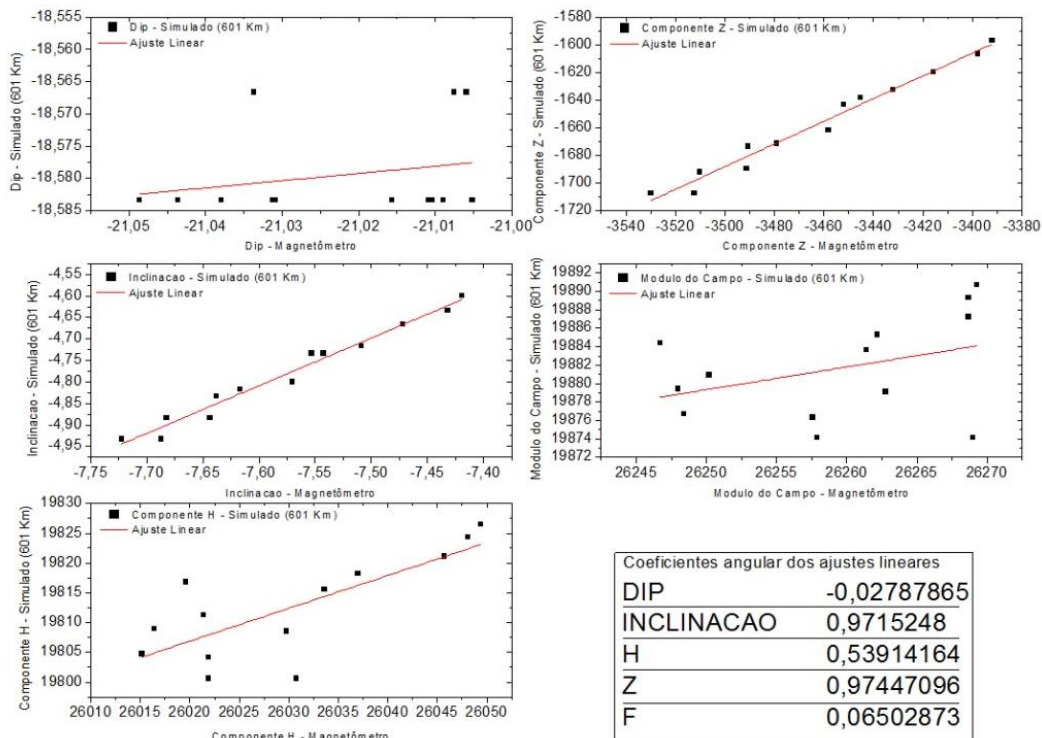 Dip - Simulado (601 Km)
Ajuste Linear
-18,555
-18,560
-18,565
-18,570
-18,575
-18,580
-18,585
Dip - Simulado (601 Km)
-21,05 -21,04 -21,03 -21,02 -21,01 -21,00
Dip - Magnetômetro
Componente Z - Simulado (601 Km)
Ajuste Linear
-1580
-1600
-1620
-1640
-1660
-1680
-1700
-1720
Componente Z - Simulado (601 Km)
-3540 -3520 -3500 -3480 -3460 -3440 -3420 -3400 -3380
Componente Z - Magnetômetro
Inclinacao - Simulado (601 Km)
Ajuste Linear
-4,55
-4,60
-4,65
-4,70
-4,75
-4,80
-4,85
-4,90
-4,95
Inclinacao - Simulado (601 Km)
-7,75 -7,70 -7,65 -7,60 -7,55 -7,50 -7,45 -7,40
Inclinacao - Magnetômetro
Modulo do Campo - Simulado (601 Km)
Ajuste Linear
19892
19890
19888
19886
19884
19882
19880
19878
19876
19874
19872
Modulo do Campo - Simulado (601 Km)
26245 26250 26255 26260 26265 26270
Modulo do Campo - Magnetômetro
Componente H - Simulado (601 Km)
Ajuste Linear
19830
19825
19820
19815
19810
19805
19800
Componente H - Simulado (601 Km)
26010 26015 26020 26025 26030 26035 26040 26045 26050
Componente H - Magnetômetro
Coeficientes angular dos ajustes lineares
DIP -0,02787865
INCLINACAO 0,9715248
H 0,53914164
Z 0,97447096
F 0,06502873